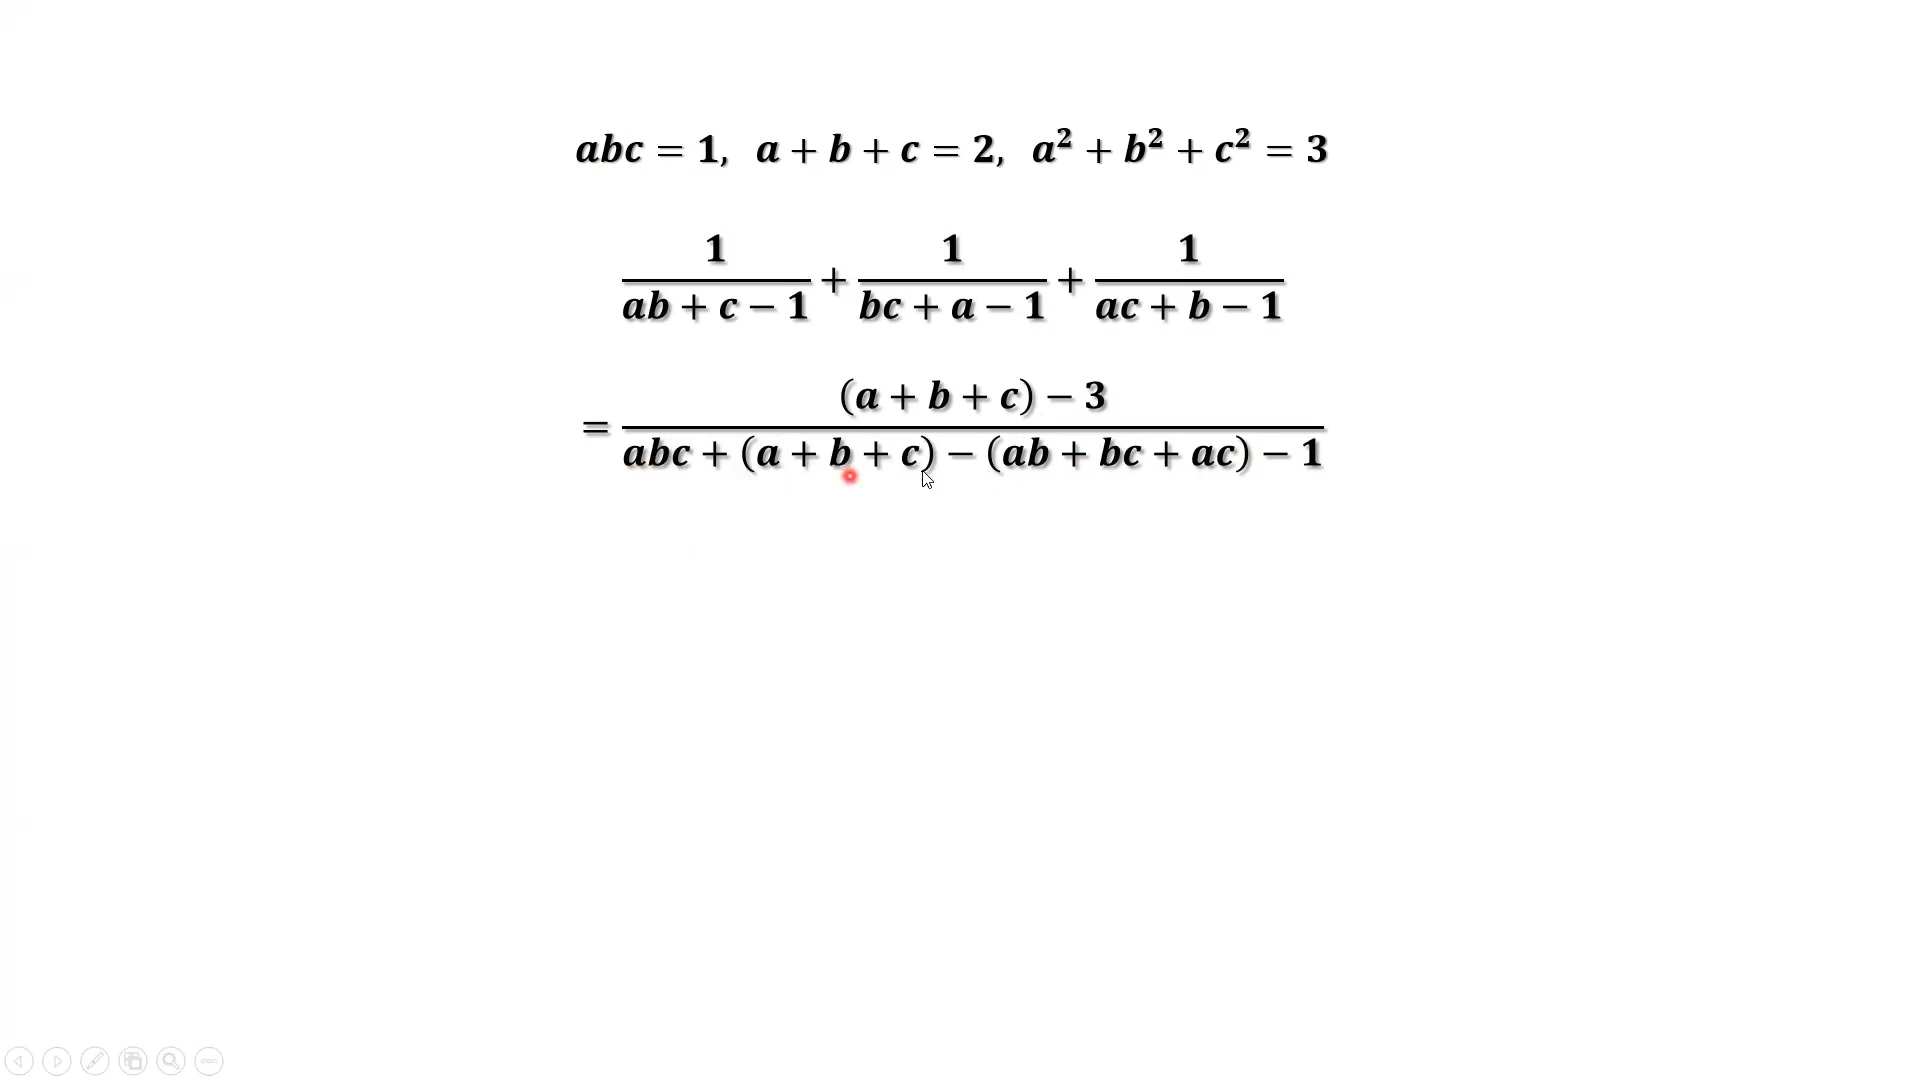 abc = 1, a + b + c = 2, a² + b² + c² = 3
1/(ab + c − 1) + 1/(bc + a − 1) + 1/(ac + b − 1)
= ((a + b + c) − 3)/(abc + (a + b + c) − (ab + bc + ac) − 1)